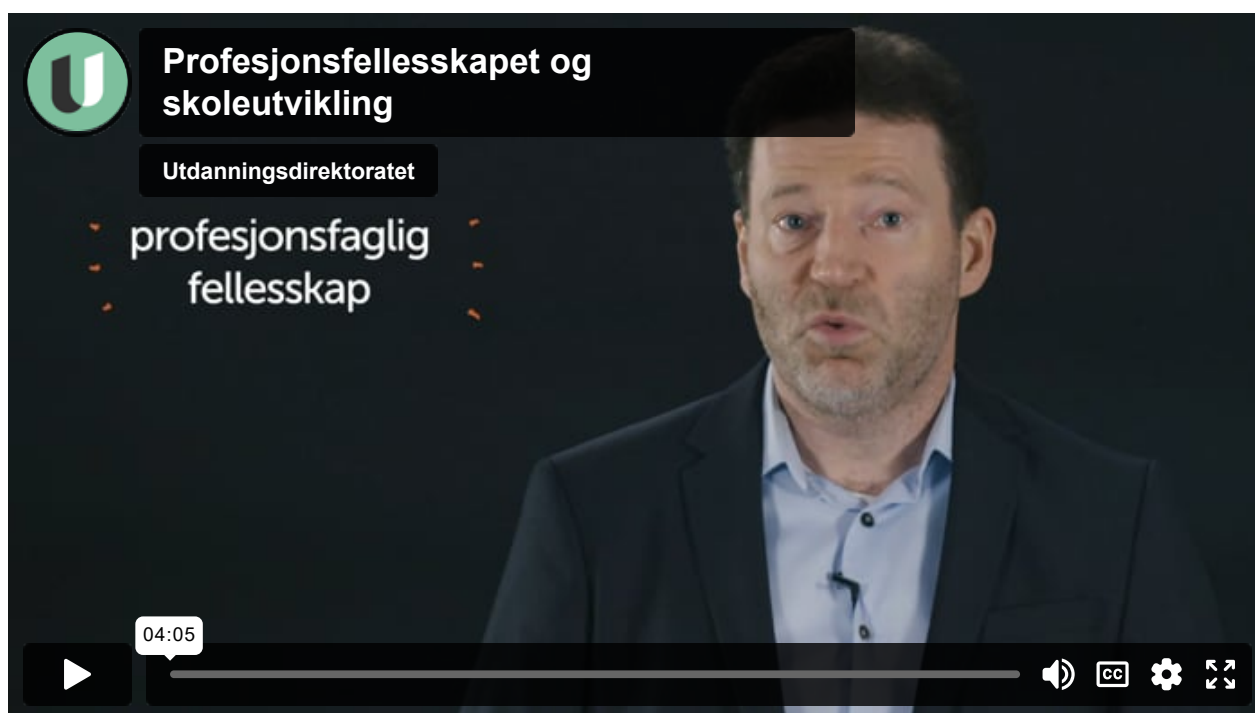 U
Profesjonsfellesskapet og
skoleutvikling
Utdanningsdirektoratet
profesjonsfaglig
fellesskap
04:05
CC